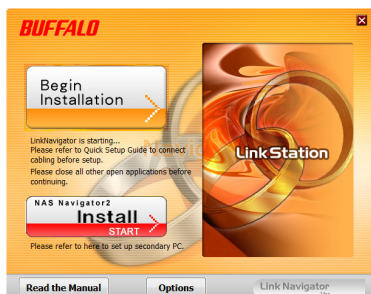 BUFFALO
Begin
Installation
LinkNavigator is starting...
Please refer to Quick Setup Guide to connect
cabling before setup.
Please close all other open applications before
continuing.
NAS Navigator2
Install
START
Please refer to here to set up secondary PC.
LinkStation
Read the Manual
Options
Link Navigator